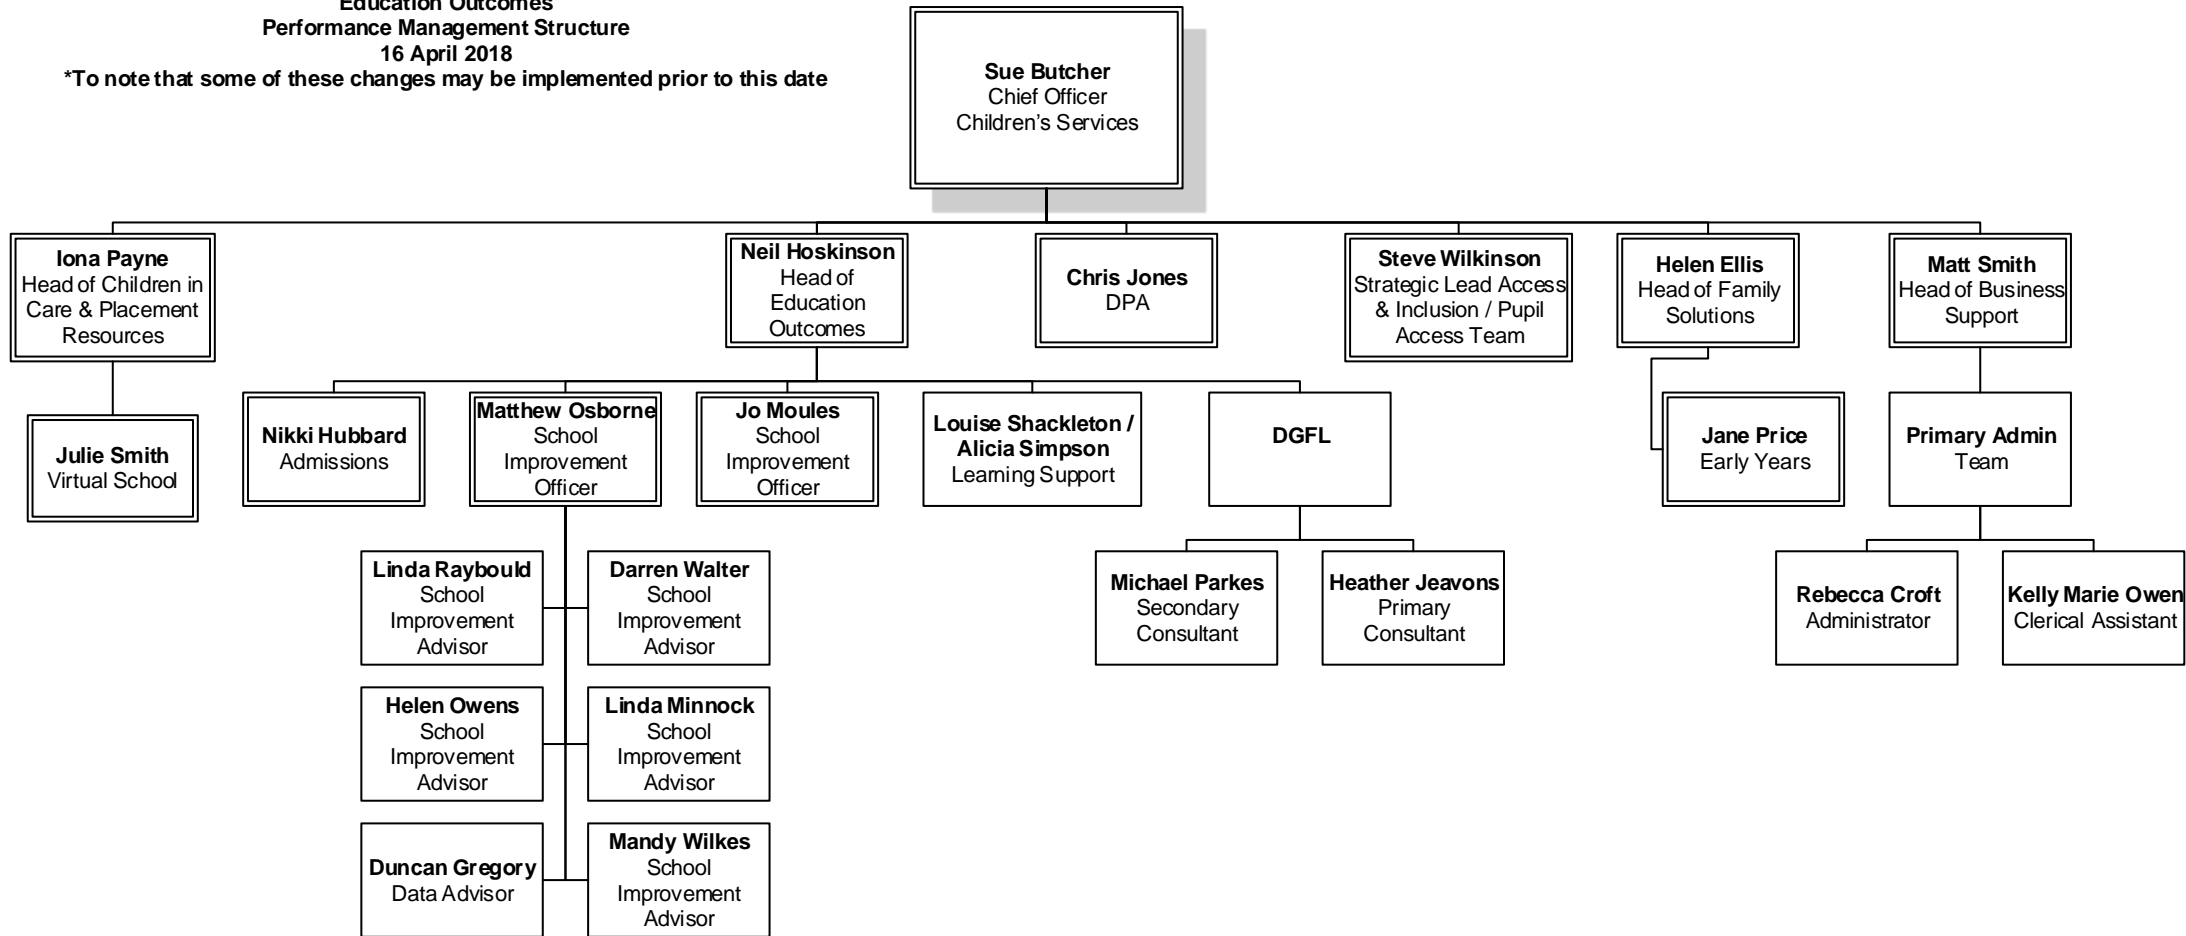 Education Outcomes
Performance Management Structure
16 April 2018
*To note that some of these changes may be implemented prior to this date
Sue Butcher
Chief Officer
Children's Services
Iona Payne
Head of Children in
Care & Placement
Resources
Neil Hoskinson
Head of
Education
Outcomes
Chris Jones
DPA
Steve Wilkinson
Strategic Lead Access
& Inclusion / Pupil
Access Team
Helen Ellis
Head of Family
Solutions
Matt Smith
Head of Business
Support
Julie Smith
Virtual School
Nikki Hubbard
Admissions
Matthew Osborne
School
Improvement
Officer
Jo Moules
School
Improvement
Officer
Louise Shackleton /
Alicia Simpson
Learning Support
DGFL
Jane Price
Early Years
Primary Admin
Team
Linda Raybould
School
Improvement
Advisor
Darren Walter
School
Improvement
Advisor
Michael Parkes
Secondary
Consultant
Heather Jeavons
Primary
Consultant
Rebecca Croft
Administrator
Kelly Marie Owen
Clerical Assistant
Helen Owens
School
Improvement
Advisor
Linda Minnock
School
Improvement
Advisor
Duncan Gregory
Data Advisor
Mandy Wilkes
School
Improvement
Advisor